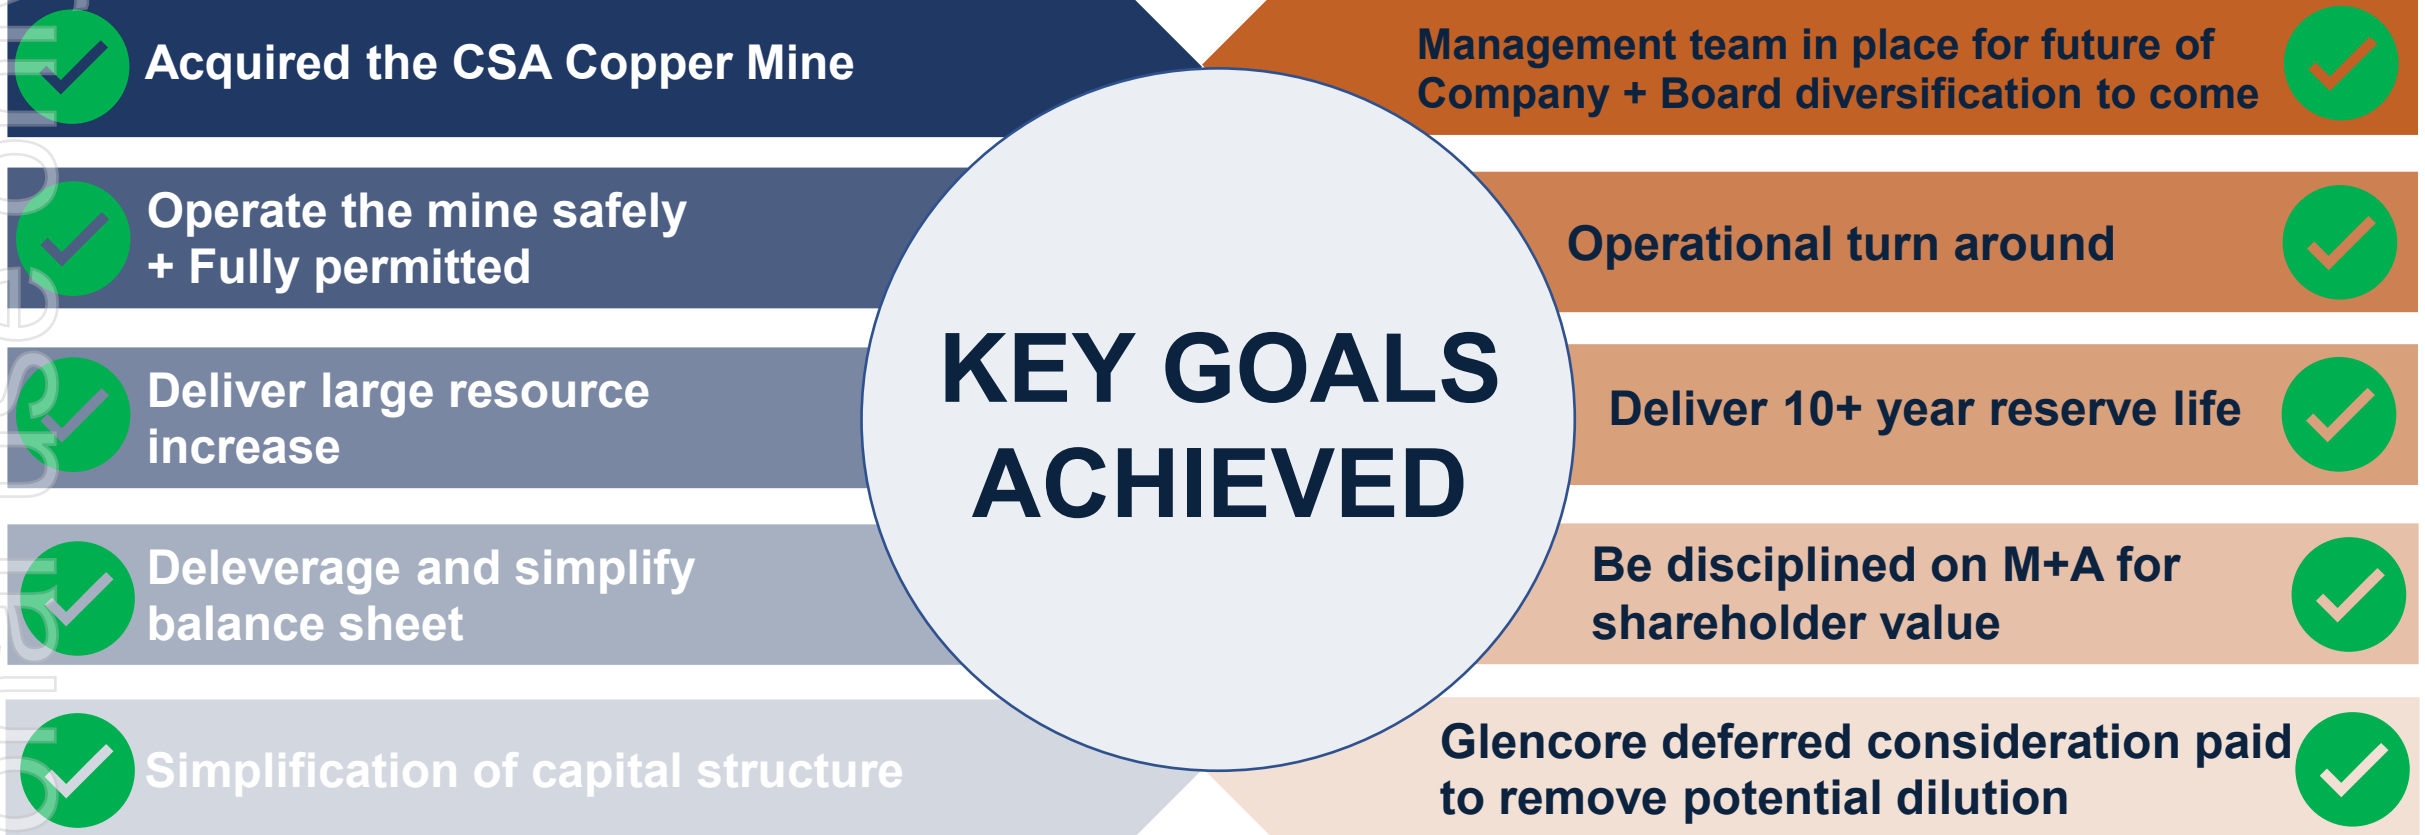 Acquired the CSA Copper Mine
Operate the mine safely
+ Fully permitted
Deliver large resource
increase
Deleverage and simplify
balance sheet
Simplification of capital structure
KEY GOALS
ACHIEVED
Management team in place for future of
Company + Board diversification to come
Operational turn around
Deliver 10+ year reserve life
Be disciplined on M+A for
shareholder value
Glencore deferred consideration paid
to remove potential dilution